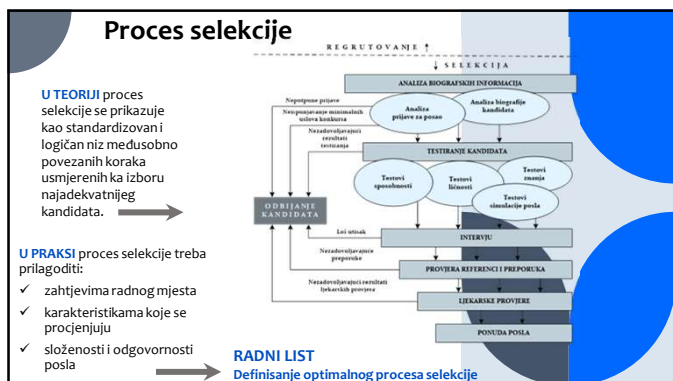 Proces selekcije
REGRUTOVANJE ↑
↓ SELEKCIJA
ANALIZA BIOGRAFSKIH INFORMACIJA
Nepotpune prijave
Neispunjavanje minimalnih
uslova konkursa
Analiza
prijave za posao
Analiza biografije
kandidata
Nezadovoljavajući
rezultati
testiranja
TESTIRANJE KANDIDATA
Testovi
sposobnosti
Testovi
ličnosti
Testovi
znanja
Testovi
simulacije posla
ODBIJANJE
KANDIDATA
Loš utisak
INTERVJU
Nezadovoljavajuće
preporuke
PROVJERA REFERENCI I PREPORUKA
Nezadovoljavajući rezultati
ljekarskih provjera
LJEKARSKE PROVJERE
PONUDA POSLA
U TEORIJI proces
selekcije se prikazuje
kao standardizovan i
logičan niz međusobno
povezanih koraka
usmjerenih ka izboru
najadekvatnijeg
kandidata.
U PRAKSI proces selekcije treba
prilagoditi:
✓ zahtjevima radnog mjesta
✓ karakteristikama koje se
procjenjuju
✓ složenosti i odgovornosti
posla
RADNI LIST
Definisanje optimalnog procesa selekcije